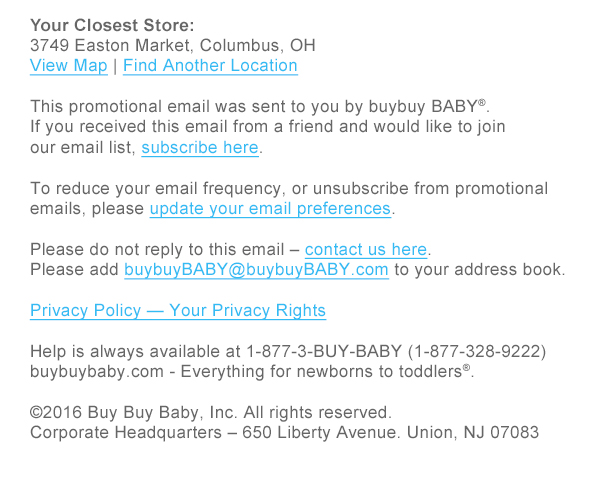 Your Closest Store:
3749 Easton Market, Columbus, OH
View Map | Find Another Location
This promotional email was sent to you by buybuy BABY®.
If you received this email from a friend and would like to join
our email list, subscribe here.
To reduce your email frequency, or unsubscribe from promotional
emails, please update your email preferences.
Please do not reply to this email – contact us here.
Please add buybuyBABY@buybuyBABY.com to your address book.
Privacy Policy — Your Privacy Rights
Help is always available at 1-877-3-BUY-BABY (1-877-328-9222)
buybuybaby.com - Everything for newborns to toddlers®.
©2016 Buy Buy Baby, Inc. All rights reserved.
Corporate Headquarters – 650 Liberty Avenue. Union, NJ 07083